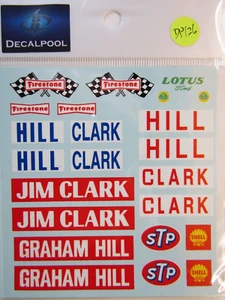 DECALPOOL
DP126
Firestone Firestone
LOTUS
Ford
Firestone Firestone
HILL CLARK
HILL
HILL CLARK
HILL
JIM CLARK
CLARK
JIM CLARK
CLARK
GRAHAM HILL
STP SHELL
GRAHAM HILL
STP SHELL